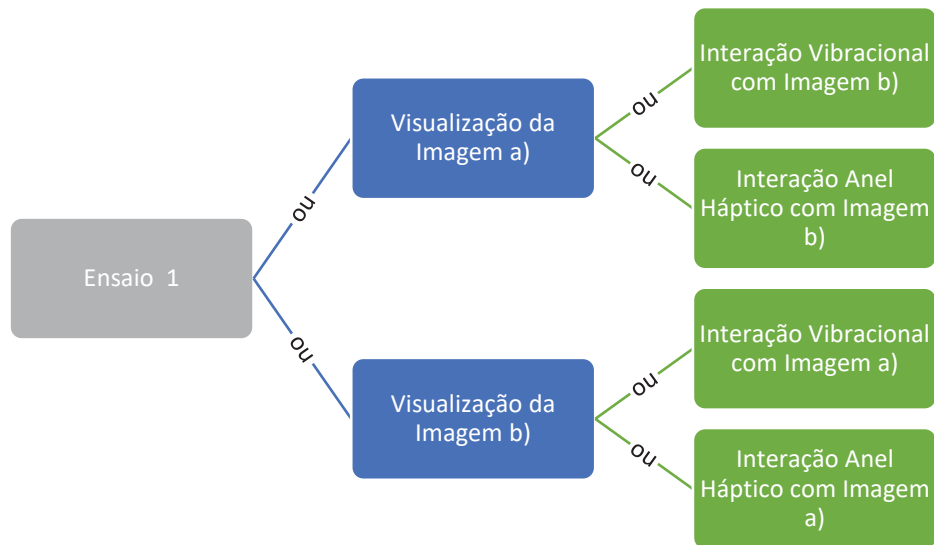 Ensaio 1
ou
ou
Visualização da
Imagem a)
ou
ou
Interação Vibracional
com Imagem b)
Interação Anel
Háptico com Imagem
b)
Visualização da
Imagem b)
ou
ou
Interação Vibracional
com Imagem a)
Interação Anel
Háptico com Imagem
a)